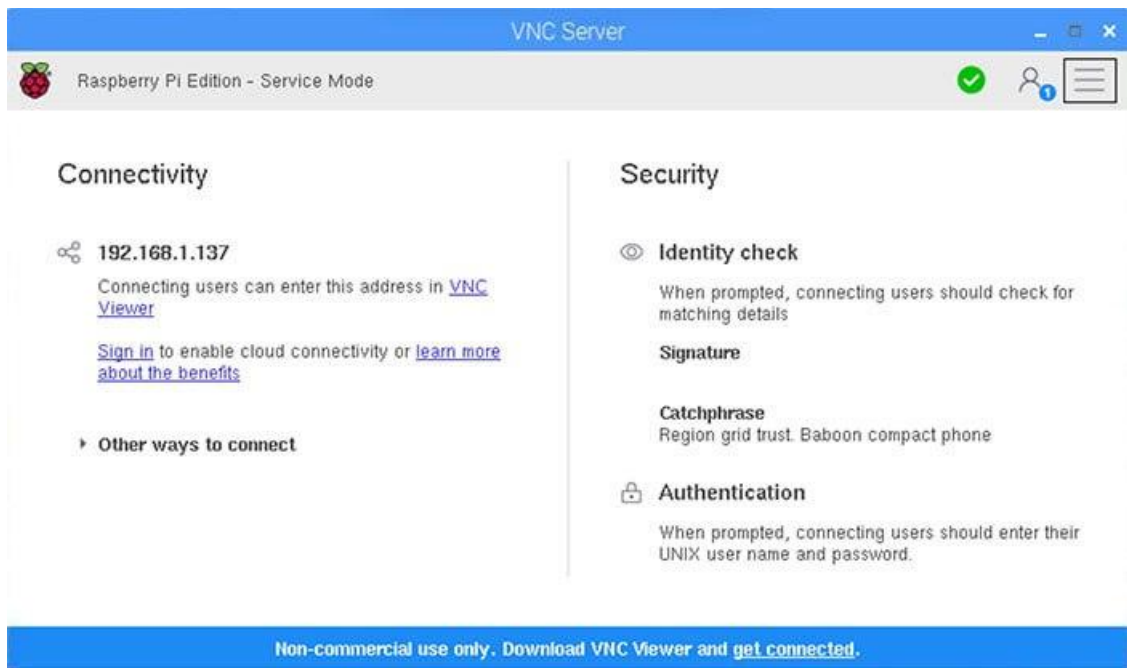 VNC Server
Raspberry Pi Edition - Service Mode
1
Connectivity
192.168.1.137
Connecting users can enter this address in VNC
Viewer
Sign in to enable cloud connectivity or learn more
about the benefits
Other ways to connect
Security
Identity check
When prompted, connecting users should check for
matching details
Signature
Catchphrase
Region grid trust. Baboon compact phone
Authentication
When prompted, connecting users should enter their
UNIX user name and password.
Non-commercial use only. Download VNC Viewer and get connected.